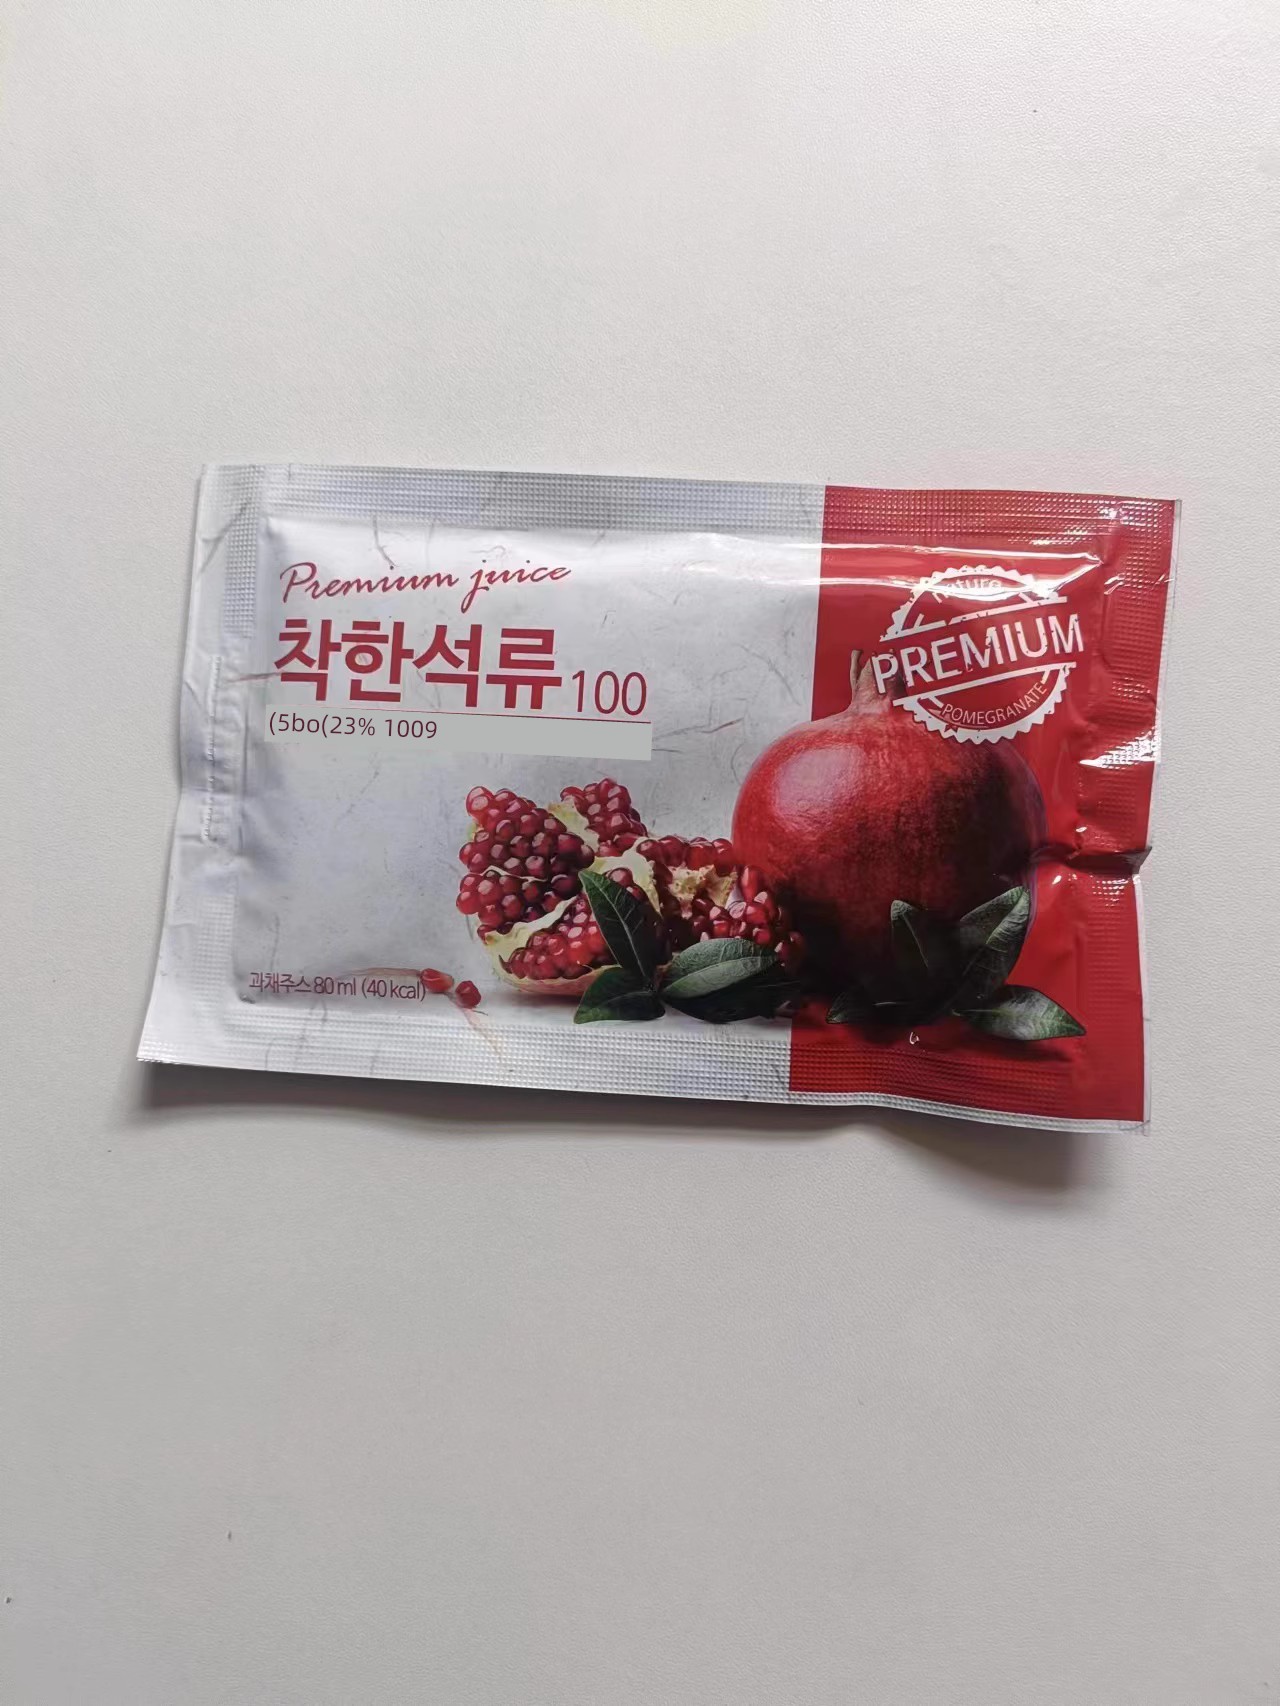 Premium juice
착한석류100
(5bo(23% 1009
nature
PREMIUM
POMEGRANATE
과채주스 80 ml (40 kcal)